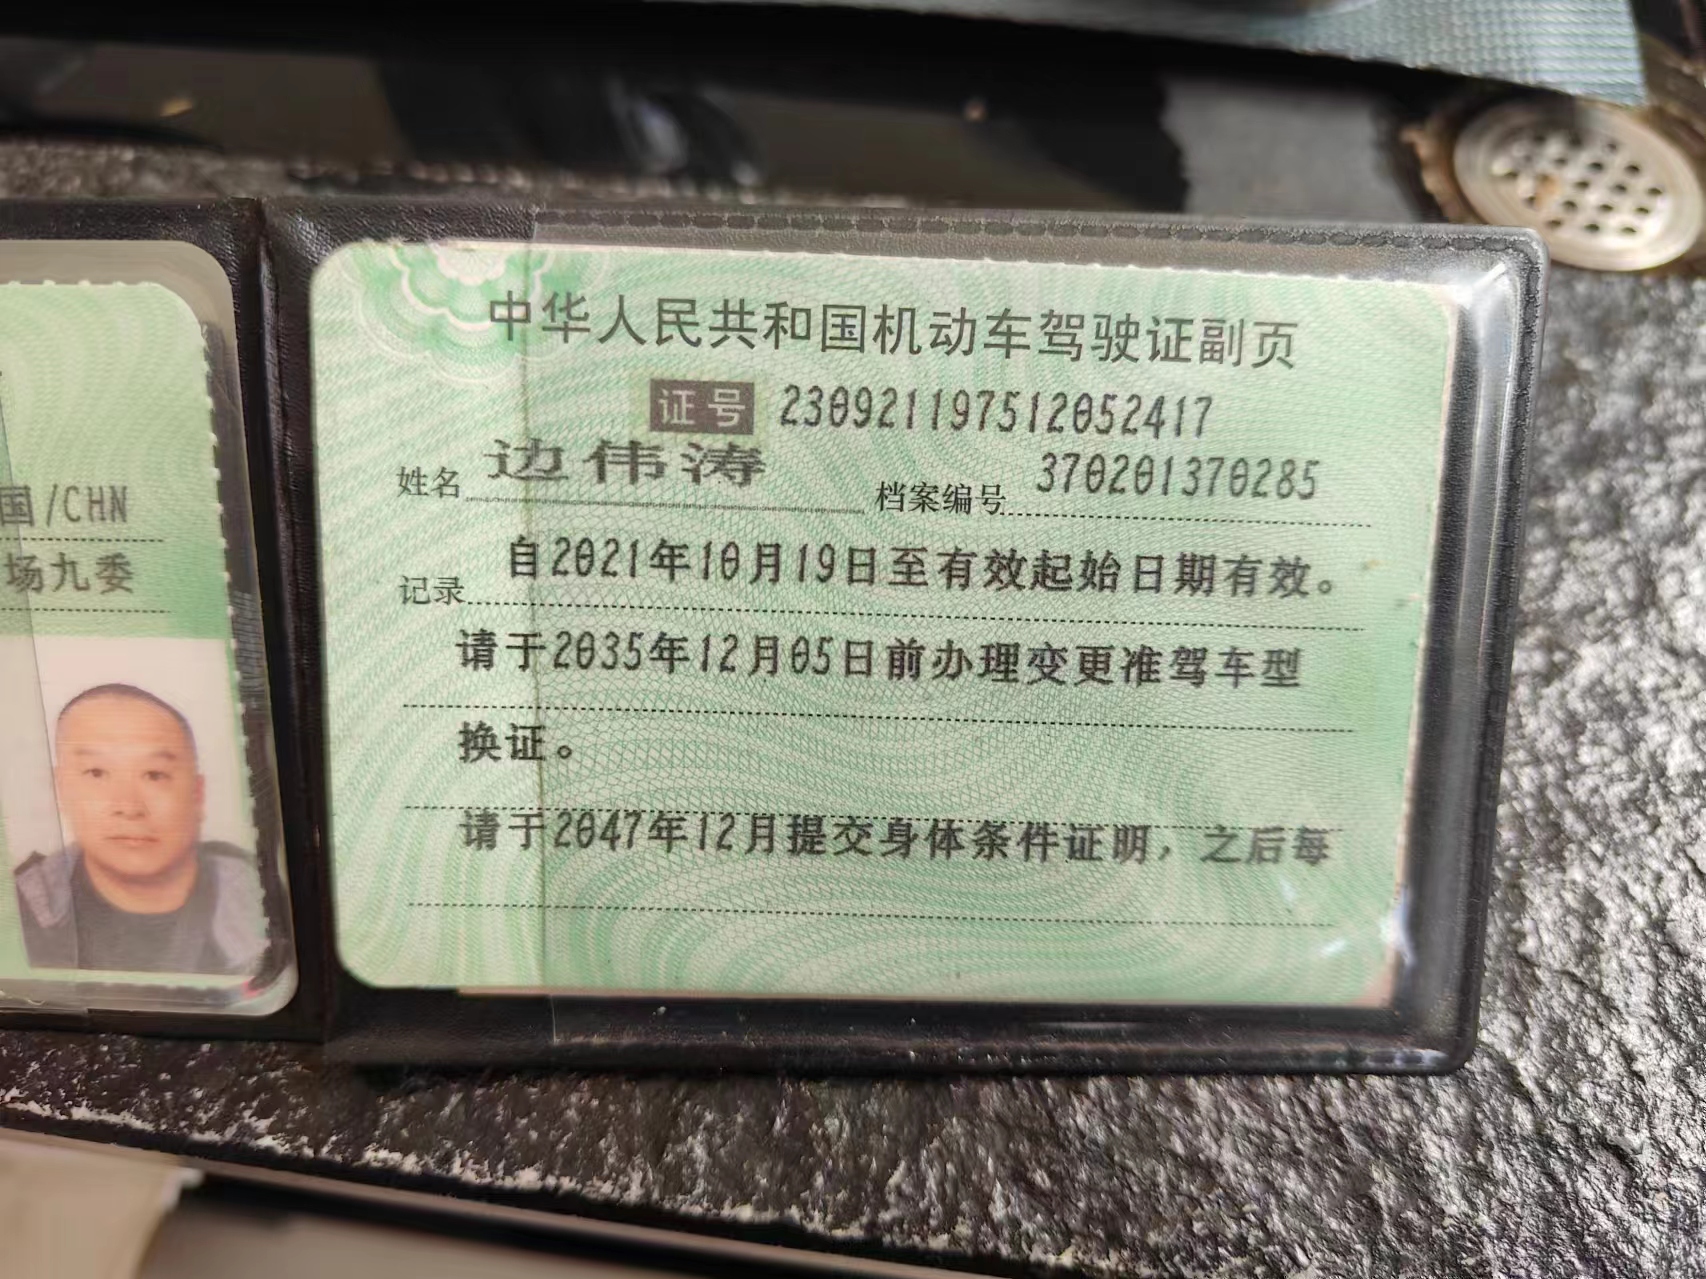 国/CHN
场九委
中华人民共和国机动车驾驶证副页
证号 230921197512052417
姓名 边伟涛 档案编号 370201370285
记录 自2021年10月19日至有效起始日期有效。
请于2035年12月05日前办理变更准驾车型
换证。
请于2047年12月提交身体条件证明，之后每